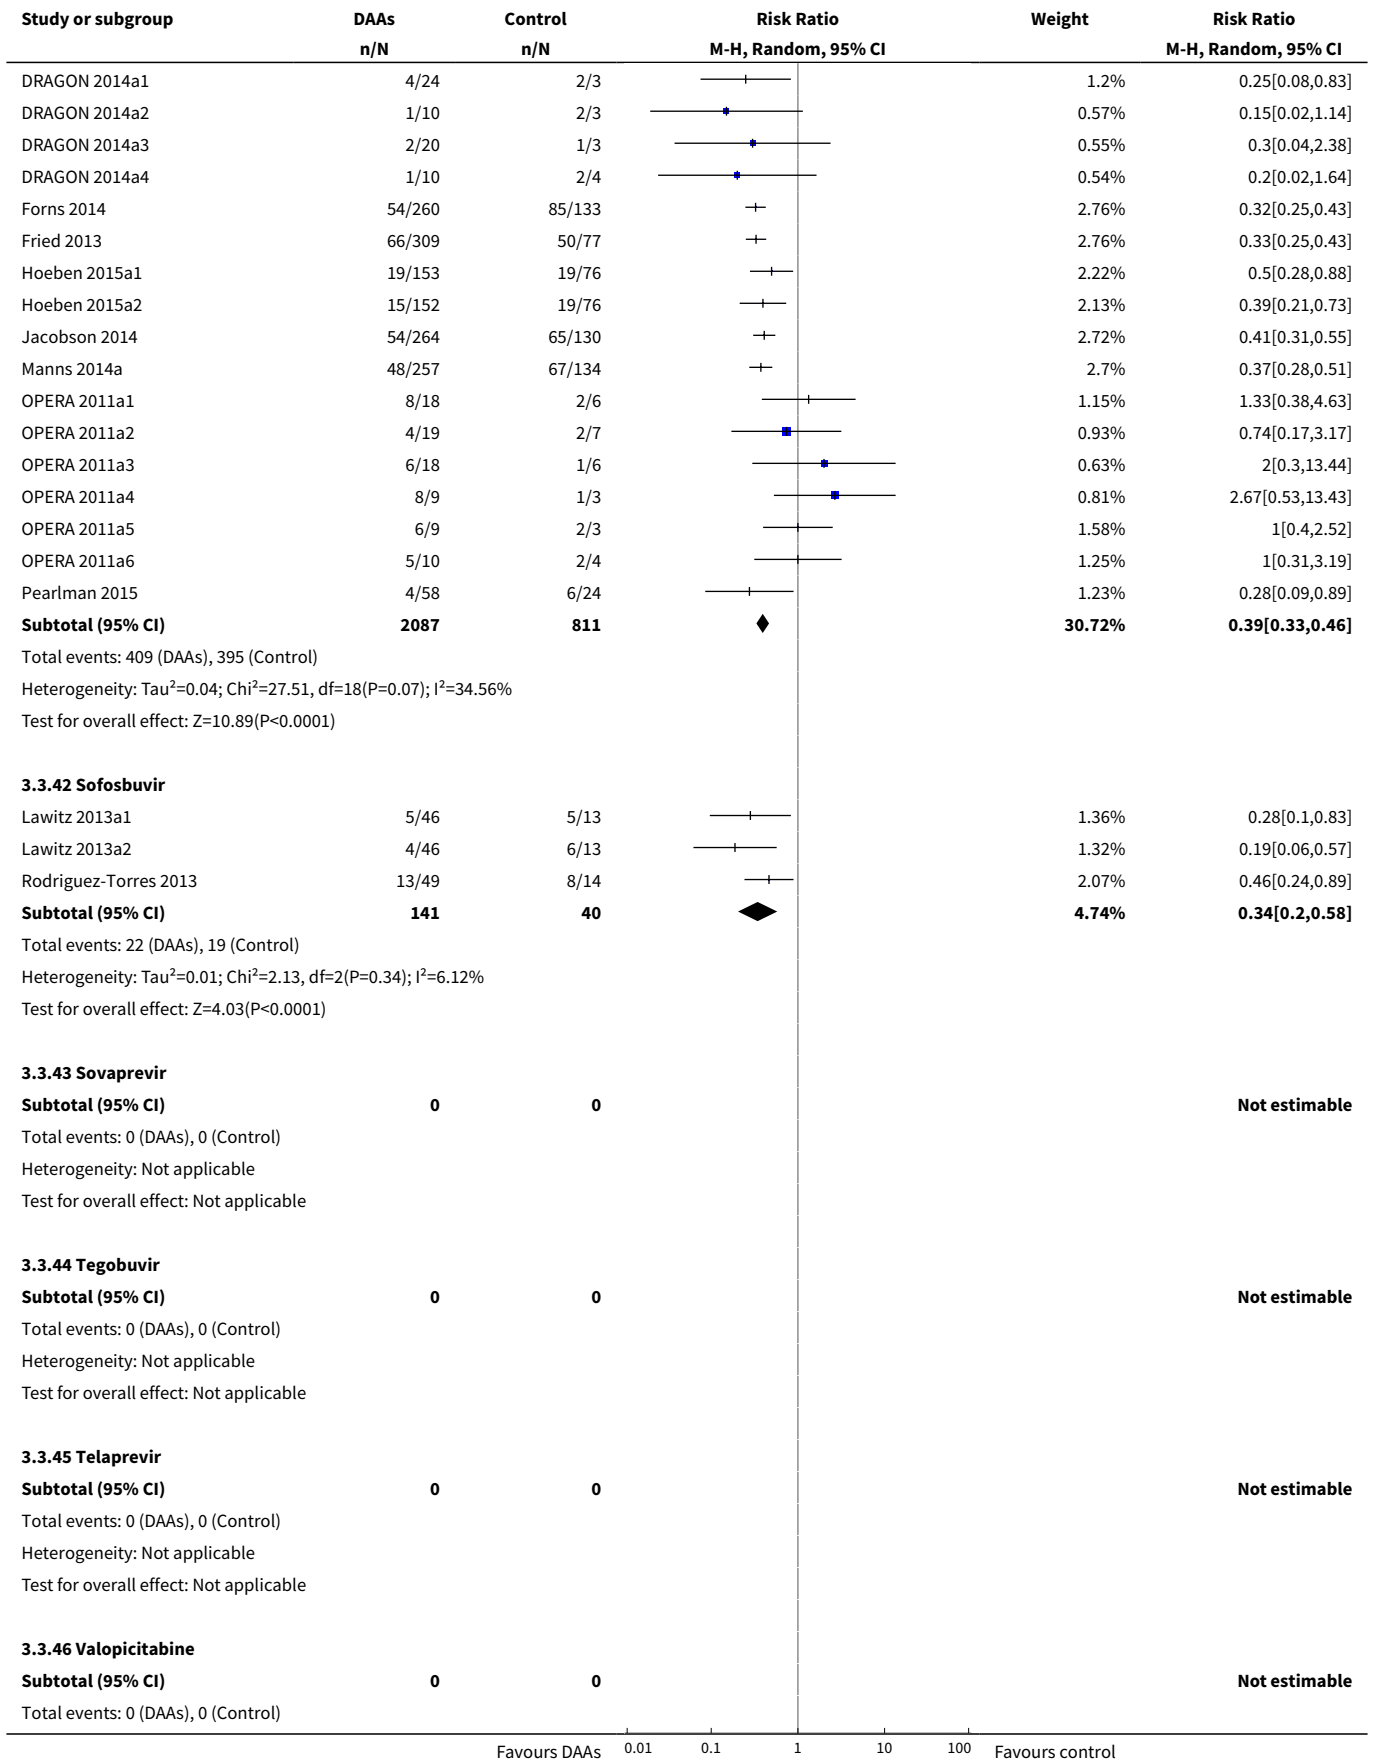 Study or subgroup DAAs Control Risk Ratio Weight Risk Ratio
n/N n/N M-H, Random, 95% CI M-H, Random, 95% CI
DRAGON 2014a1 4/24 2/3 1.2% 0.25[0.08,0.83]
DRAGON 2014a2 1/10 2/3 0.57% 0.15[0.02,1.14]
DRAGON 2014a3 2/20 1/3 0.55% 0.3[0.04,2.38]
DRAGON 2014a4 1/10 2/4 0.54% 0.2[0.02,1.64]
Forns 2014 54/260 85/133 2.76% 0.32[0.25,0.43]
Fried 2013 66/309 50/77 2.76% 0.33[0.25,0.43]
Hoeben 2015a1 19/153 19/76 2.22% 0.5[0.28,0.88]
Hoeben 2015a2 15/152 19/76 2.13% 0.39[0.21,0.73]
Jacobson 2014 54/264 65/130 2.72% 0.41[0.31,0.55]
Manns 2014a 48/257 67/134 2.7% 0.37[0.28,0.51]
OPERA 2011a1 8/18 2/6 1.15% 1.33[0.38,4.63]
OPERA 2011a2 4/19 2/7 0.93% 0.74[0.17,3.17]
OPERA 2011a3 6/18 1/6 0.63% 2[0.3,13.44]
OPERA 2011a4 8/9 1/3 0.81% 2.67[0.53,13.43]
OPERA 2011a5 6/9 2/3 1.58% 1[0.4,2.52]
OPERA 2011a6 5/10 2/4 1.25% 1[0.31,3.19]
Pearlman 2015 4/58 6/24 1.23% 0.28[0.09,0.89]
Subtotal (95% CI) 2087 811 30.72% 0.39[0.33,0.46]
Total events: 409 (DAAs), 395 (Control)
Heterogeneity: Tau²=0.04; Chi²=27.51, df=18(P=0.07); I²=34.56%
Test for overall effect: Z=10.89(P<0.0001)
3.3.42 Sofosbuvir
Lawitz 2013a1 5/46 5/13 1.36% 0.28[0.1,0.83]
Lawitz 2013a2 4/46 6/13 1.32% 0.19[0.06,0.57]
Rodriguez-Torres 2013 13/49 8/14 2.07% 0.46[0.24,0.89]
Subtotal (95% CI) 141 40 4.74% 0.34[0.2,0.58]
Total events: 22 (DAAs), 19 (Control)
Heterogeneity: Tau²=0.01; Chi²=2.13, df=2(P=0.34); I²=6.12%
Test for overall effect: Z=4.03(P<0.0001)
3.3.43 Sovaprevir
Subtotal (95% CI) 0 0 Not estimable
Total events: 0 (DAAs), 0 (Control)
Heterogeneity: Not applicable
Test for overall effect: Not applicable
3.3.44 Tegobuvir
Subtotal (95% CI) 0 0 Not estimable
Total events: 0 (DAAs), 0 (Control)
Heterogeneity: Not applicable
Test for overall effect: Not applicable
3.3.45 Telaprevir
Subtotal (95% CI) 0 0 Not estimable
Total events: 0 (DAAs), 0 (Control)
Heterogeneity: Not applicable
Test for overall effect: Not applicable
3.3.46 Valopicitabine
Subtotal (95% CI) 0 0 Not estimable
Total events: 0 (DAAs), 0 (Control)
Favours DAAs 0.01 0.1 1 10 100 Favours control